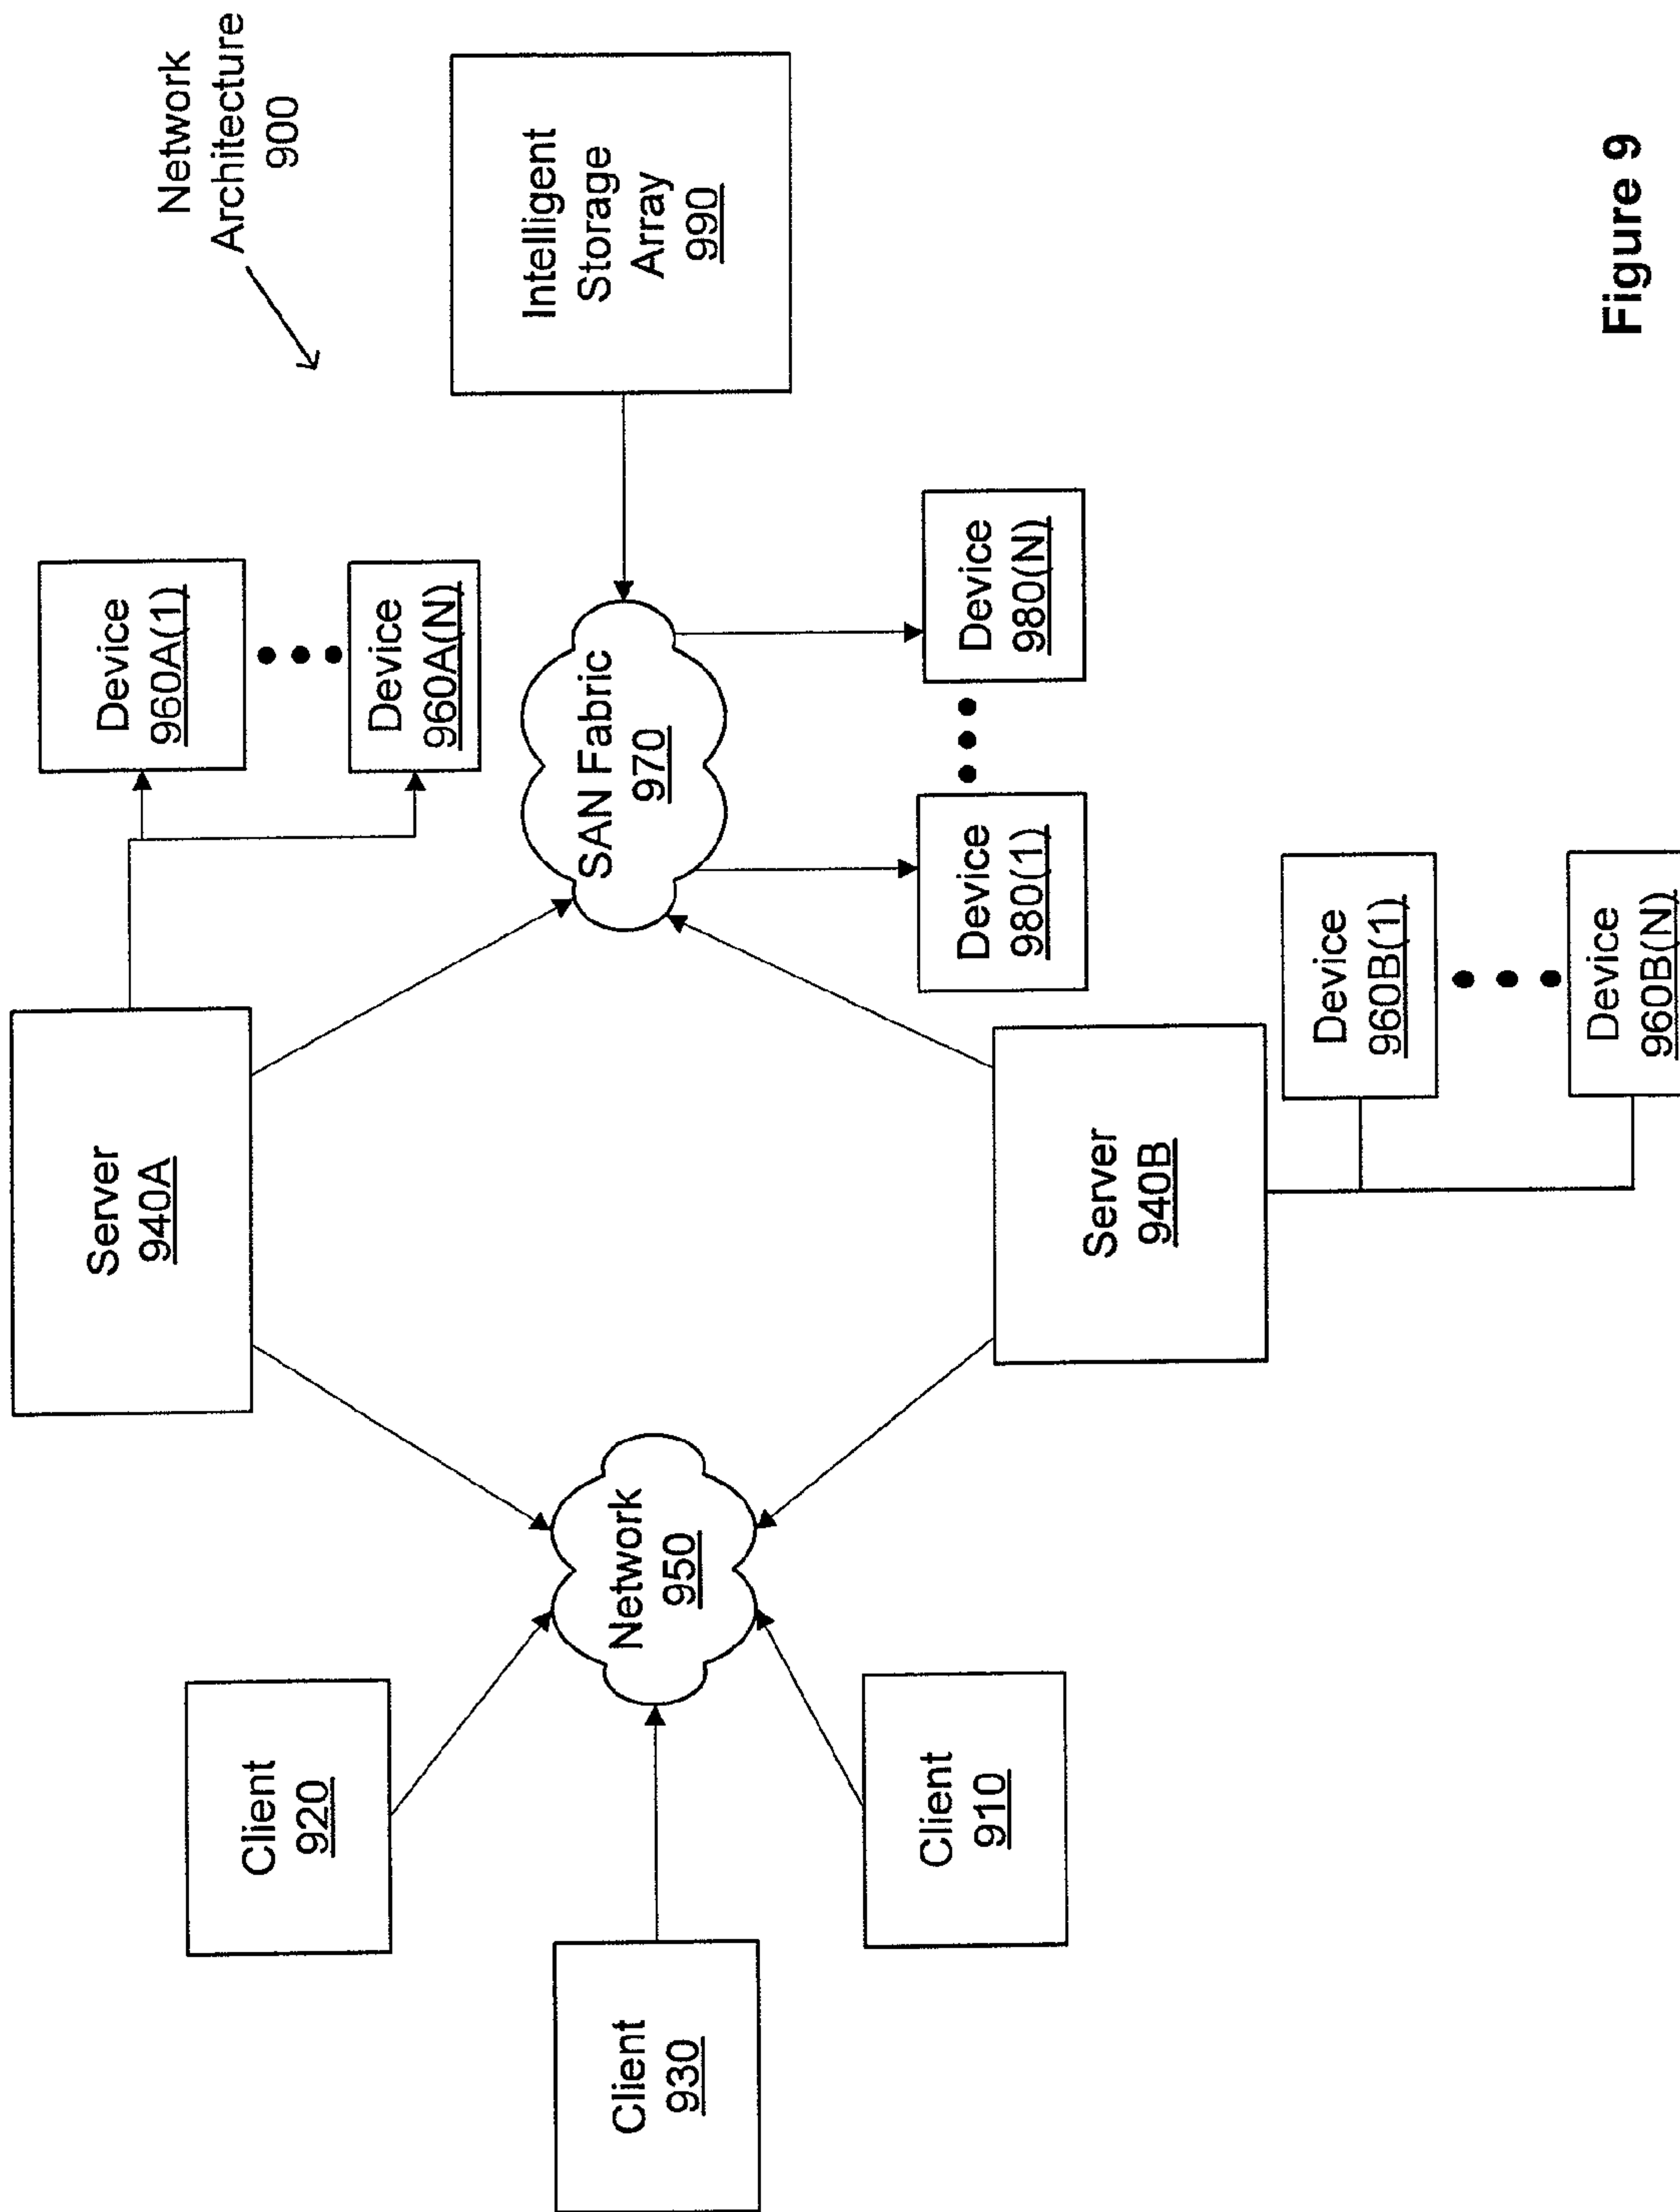 Network
Architecture
900
Server
940A
Device
960A(1)
Device
960A(N)
Client
920
Client
930
Network
950
SAN Fabric
970
Intelligent
Storage
Array
990
Client
910
Server
940B
Device
980(1)
Device
980(N)
Device
960B(1)
Device
960B(N)
Figure 9